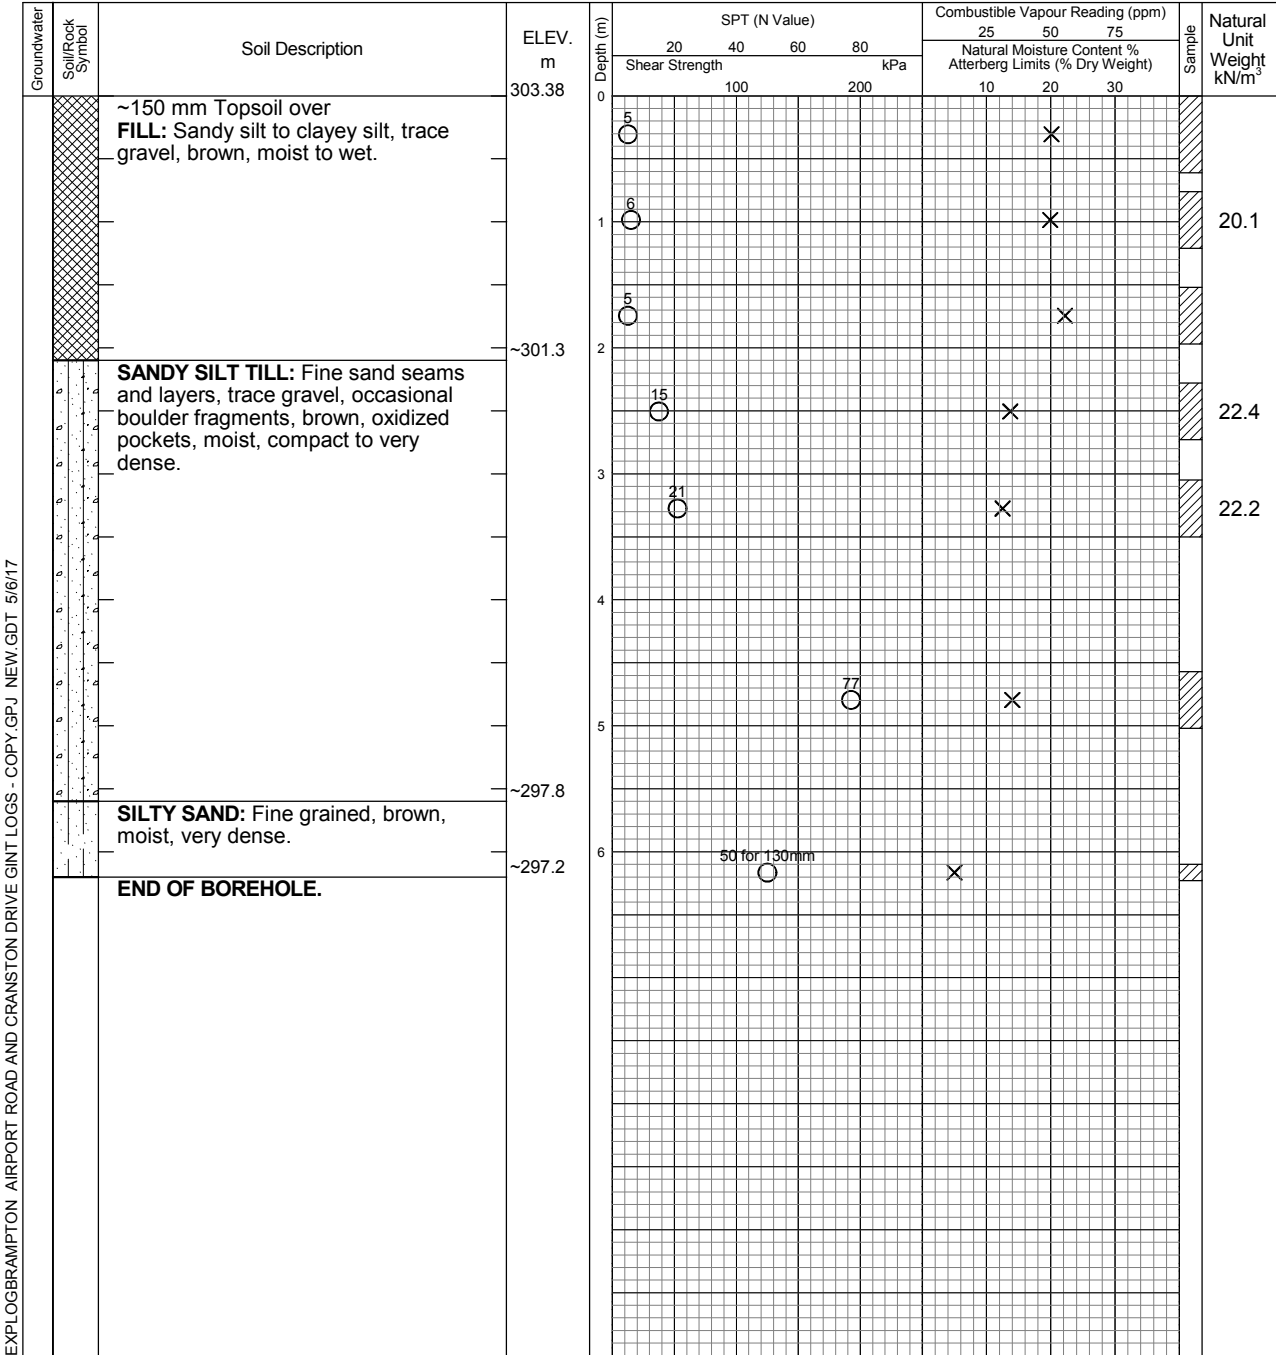 Groundwater
Soil/Rock
Symbol
Soil Description
ELEV.
m
303.38
Depth (m)
SPT (N Value)
20 40 60 80
Shear Strength kPa
100 200
Combustible Vapour Reading (ppm)
25 50 75
Natural Moisture Content %
Atterberg Limits (% Dry Weight)
10 20 30
Sample
Natural
Unit
Weight
kN/m3
0
~150 mm Topsoil over
FILL: Sandy silt to clayey silt, trace
gravel, brown, moist to wet.
5
6
1
20.1
5
~301.3
2
SANDY SILT TILL: Fine sand seams
and layers, trace gravel, occasional
boulder fragments, brown, oxidized
pockets, moist, compact to very
dense.
15
22.4
3
21
22.2
4
77
5
~297.8
SILTY SAND: Fine grained, brown,
moist, very dense.
6
50 for 130mm
~297.2
END OF BOREHOLE.
EXPLOGBRAMPTON AIRPORT ROAD AND CRANSTON DRIVE GINT LOGS - COPY.GPJ NEW.GDT 5/6/17